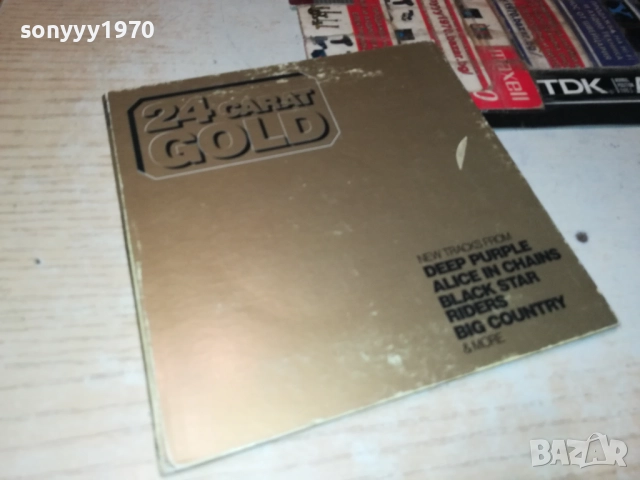 sonyyy1970
maxell
TDK
24 CARAT
GOLD
NEW TRACKS FROM
DEEP PURPLE
ALICE IN CHAINS
BLACK STAR
RIDERS
BIG COUNTRY
& MORE
BAZAR